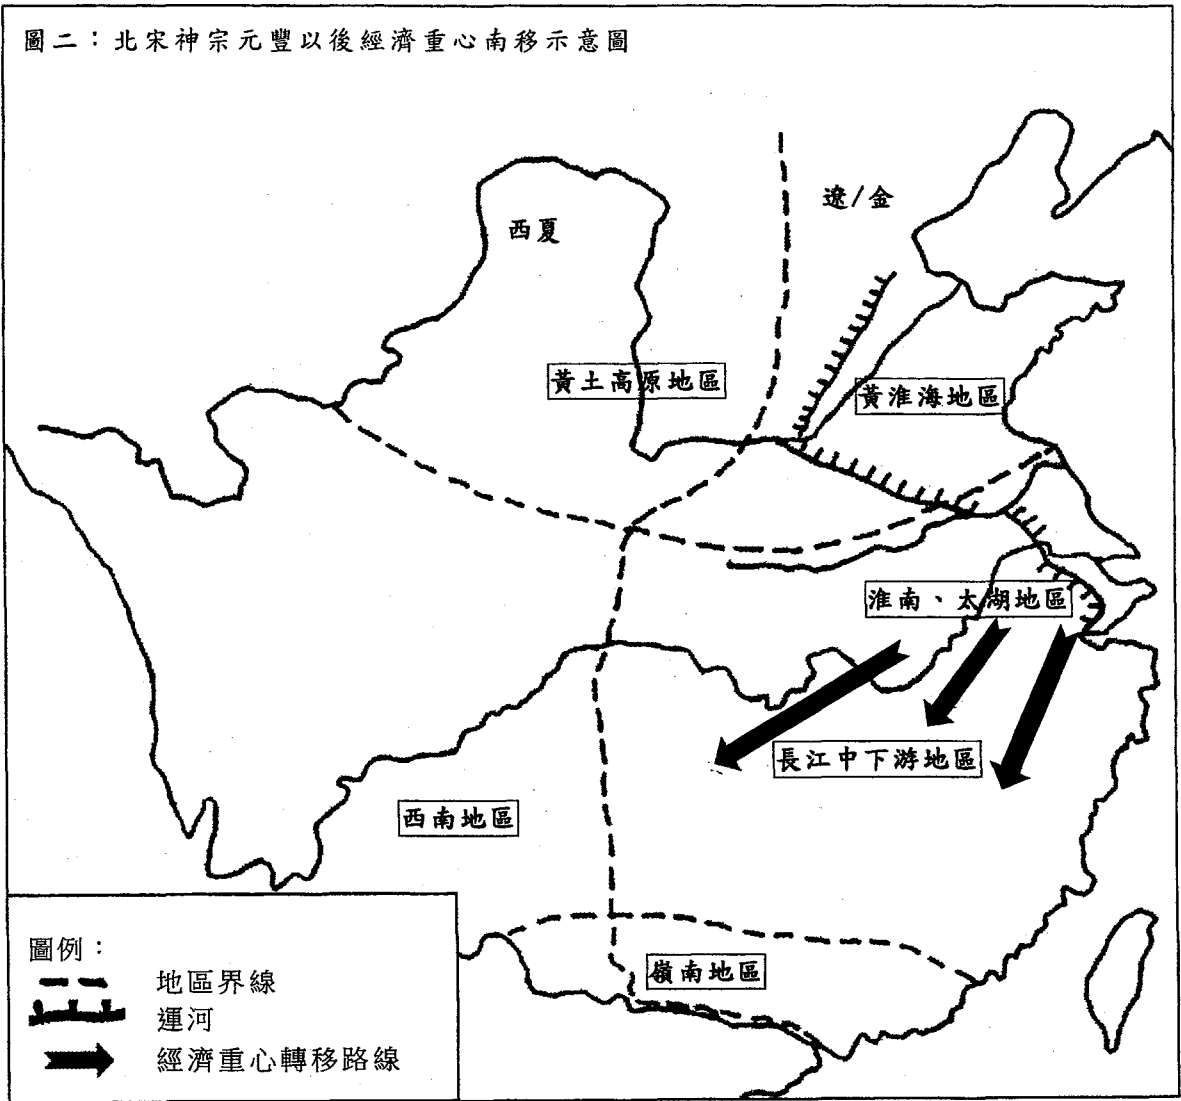 圖二：北宋神宗元豐以後經濟重心南移示意圖
遼/金
西夏
黃土高原地區
黃淮海地區
淮南、太湖地區
長江中下游地區
西南地區
嶺南地區
圖例：
地區界線
運河
經濟重心轉移路線